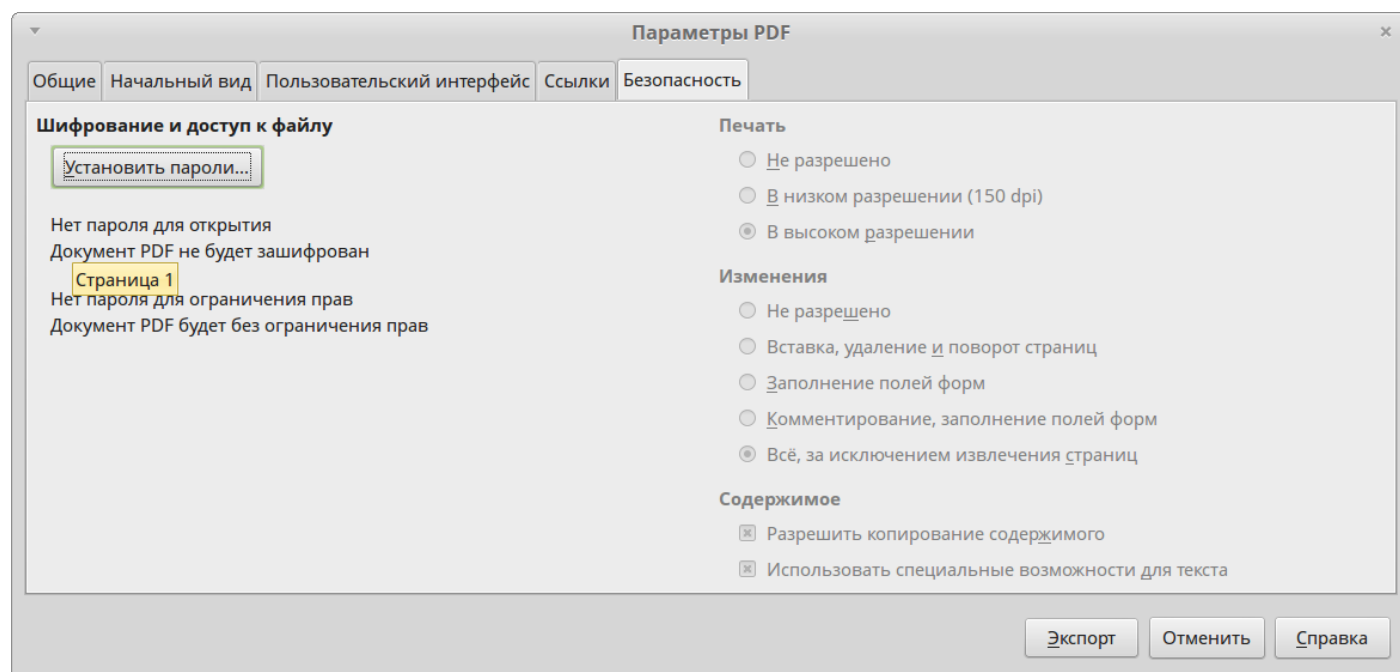 Параметры PDF
Общие
Начальный вид
Пользовательский интерфейс
Ссылки
Безопасность
Шифрование и доступ к файлу
Установить пароли...
Нет пароля для открытия
Документ PDF не будет зашифрован
Страница 1
Нет пароля для ограничения прав
Документ PDF будет без ограничения прав
Печать
Не разрешено
В низком разрешении (150 dpi)
В высоком разрешении
Изменения
Не разрешено
Вставка, удаление и поворот страниц
Заполнение полей форм
Комментирование, заполнение полей форм
Всё, за исключением извлечения страниц
Содержимое
Разрешить копирование содержимого
Использовать специальные возможности для текста
Экспорт
Отменить
Справка